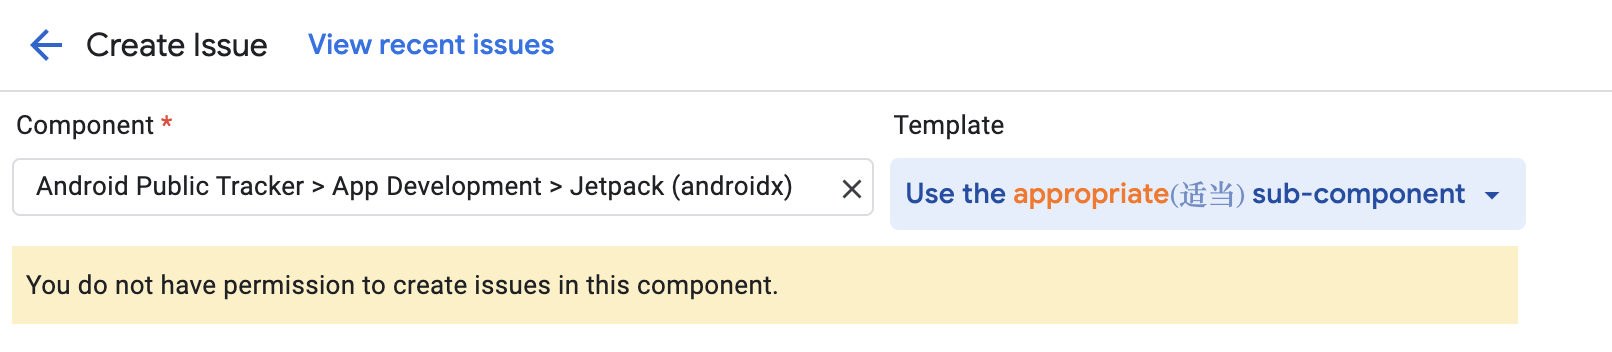 Create Issue View recent issues
Component * Template
Android Public Tracker > App Development > Jetpack (androidx) Use the appropriate(适当) sub-component
You do not have permission to create issues in this component.